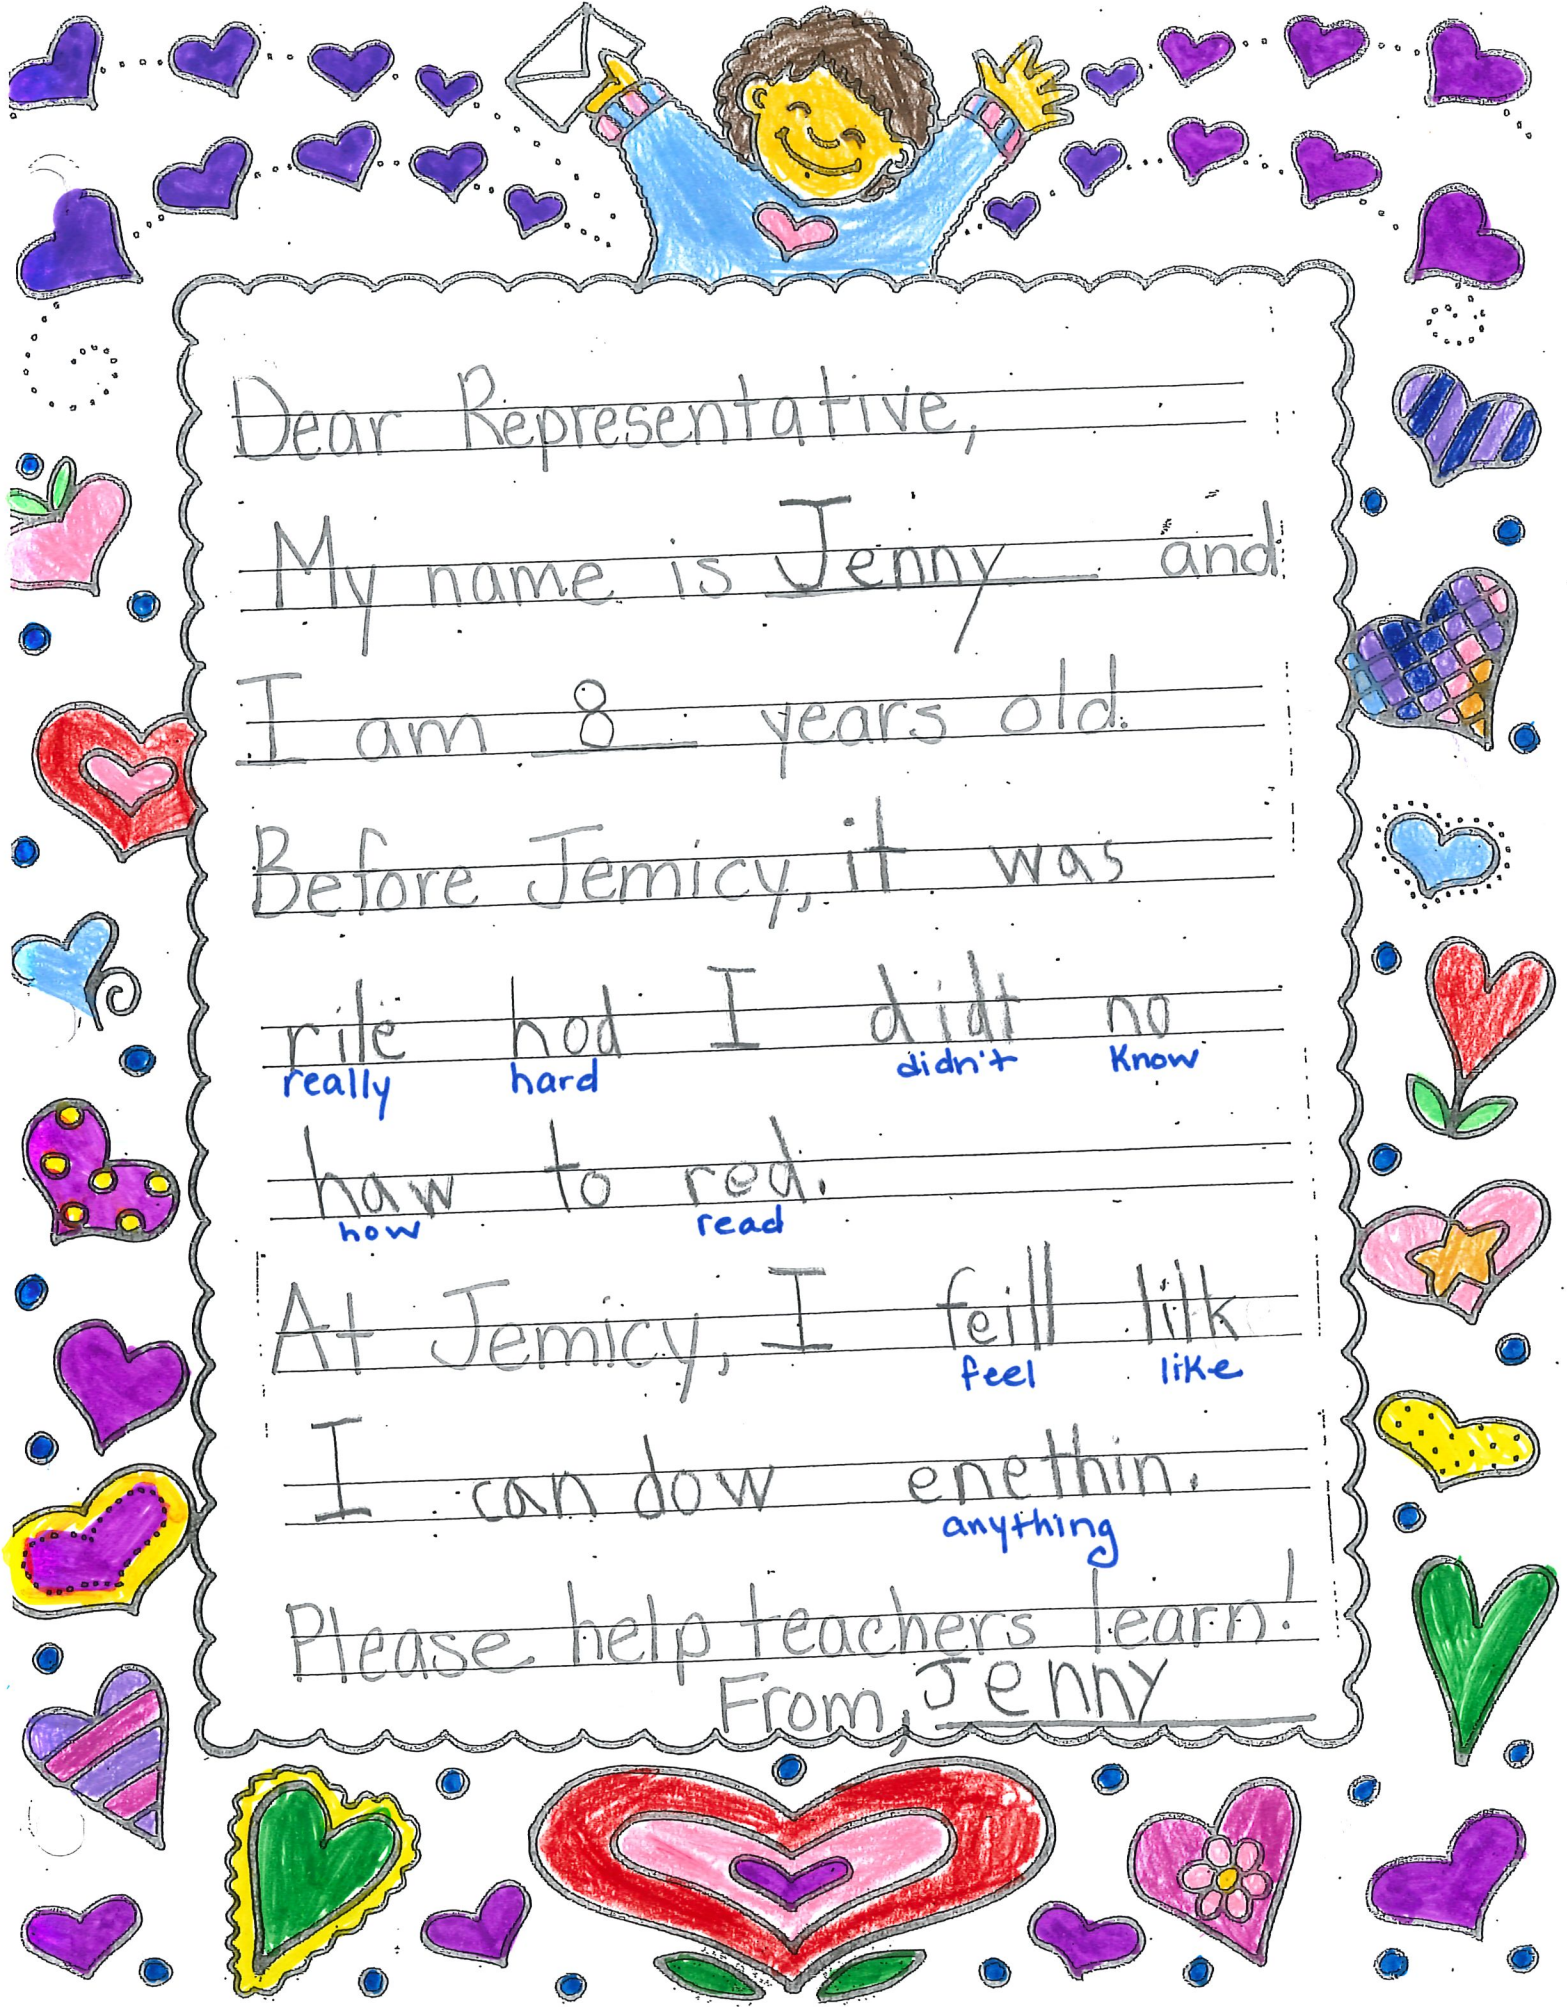 Dear Representative,
My name is Jenny and
I am 8 years old.
Before Jemicy, it was
rile hod I didt no
really hard didn't know
haw to red.
how read
At Jemicy, I feill lilk
feel like
I can dow enethin.
anything
Please help teachers learn!
From, Jenny